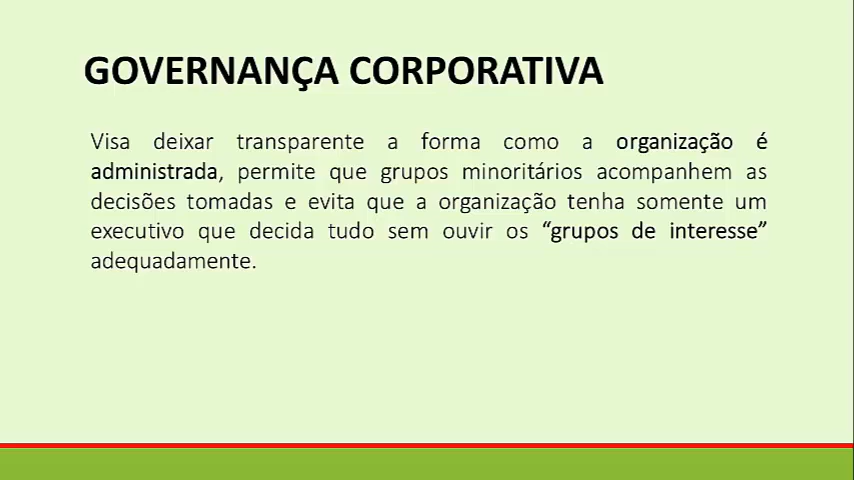 GOVERNANÇA CORPORATIVA
Visa deixar transparente a forma como a organização é
administrada, permite que grupos minoritários acompanhem as
decisões tomadas e evita que a organização tenha somente um
executivo que decida tudo sem ouvir os “grupos de interesse”
adequadamente.